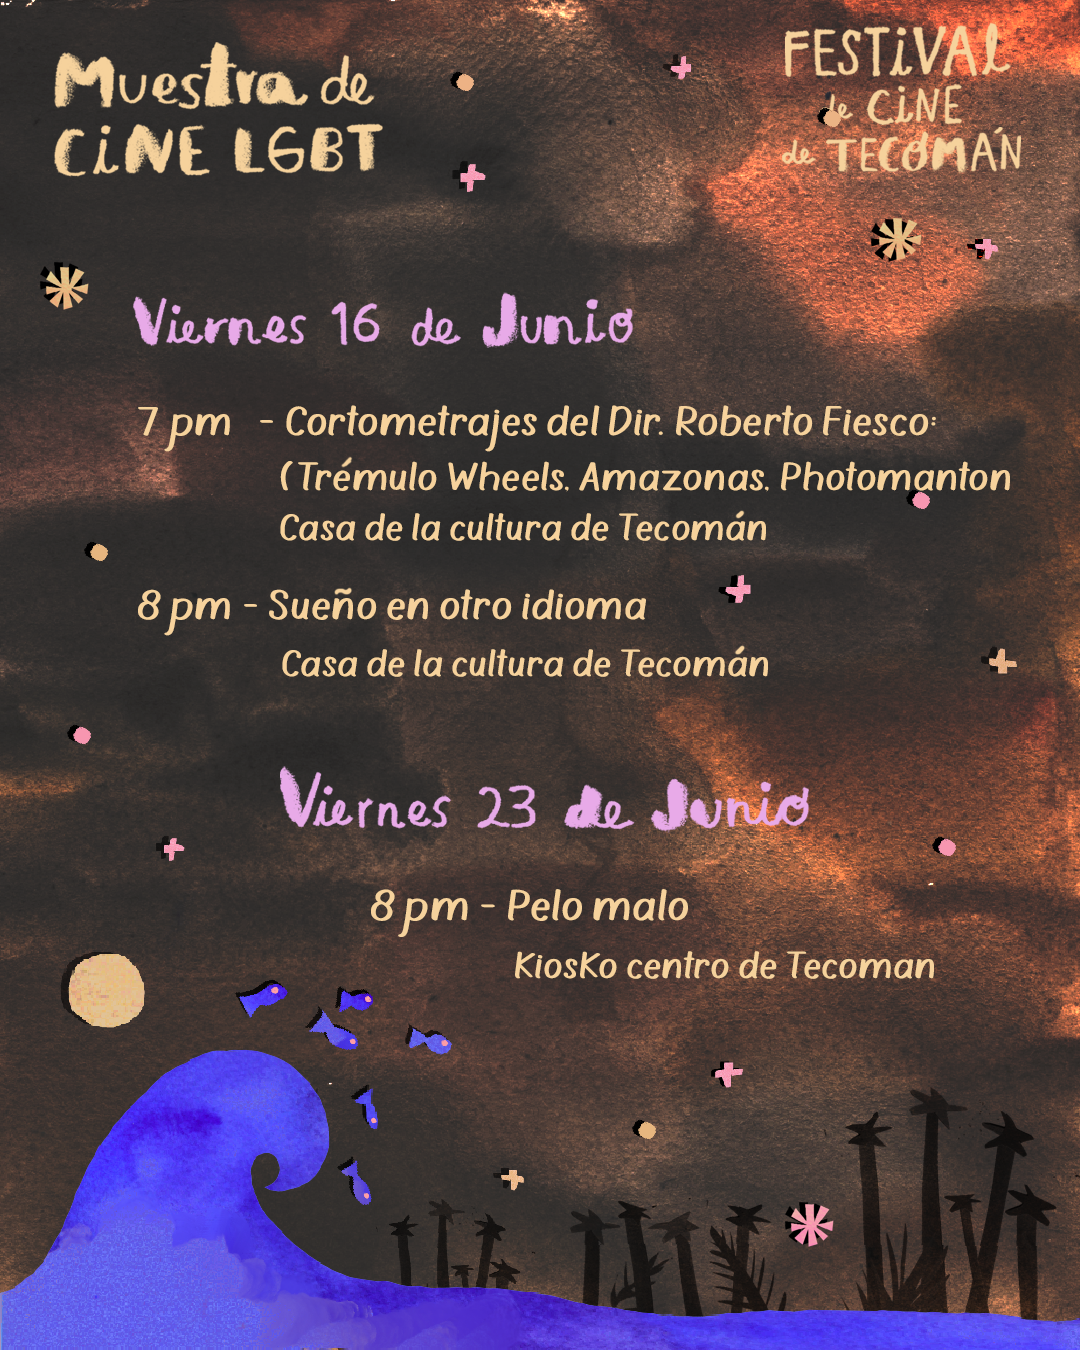 Muestra de
CiNE LGBT
FESTiVAL
de CiNE
de TECOMÁN
Viernes 16 de Junio
7 pm - Cortometrajes del Dir. Roberto Fiesco:
(Trémulo Wheels. Amazonas. Photomanton
Casa de la cultura de Tecomán
8 pm - Sueño en otro idioma
Casa de la cultura de Tecomán
Viernes 23 de Junio
8 pm - Pelo malo
KiosKo centro de Tecoman